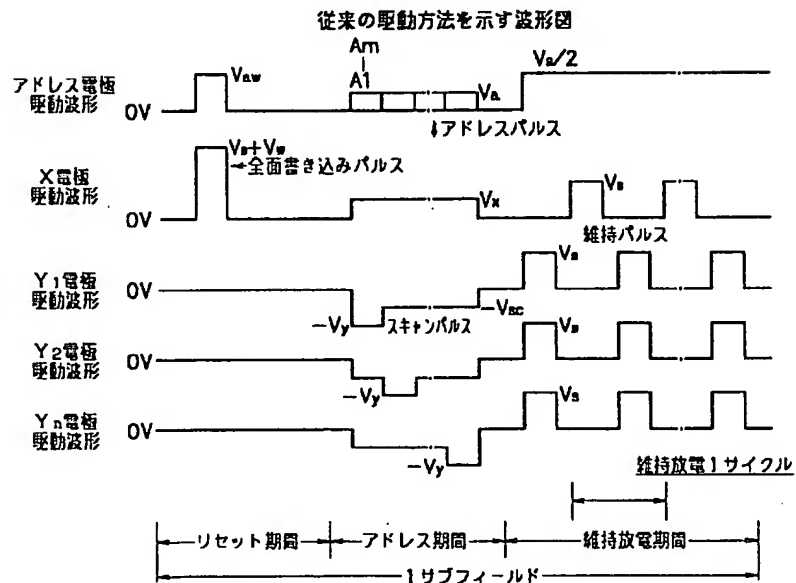 従来の駆動方法を示す波形図
アドレス電極
駆動波形
0V
Vaw
Am
A1
Va
↓アドレスパルス
Vs/2
X電極
駆動波形
0V
Vs+Vw
←全面書き込みパルス
Vx
Vs
維持パルス
Y1電極
駆動波形
0V
-Vy
スキャンパルス
-Vsc
Vs
Y2電極
駆動波形
0V
-Vy
Vs
Yn電極
駆動波形
0V
-Vy
Vs
維持放電1サイクル
リセット期間
アドレス期間
維持放電期間
1サブフィールド